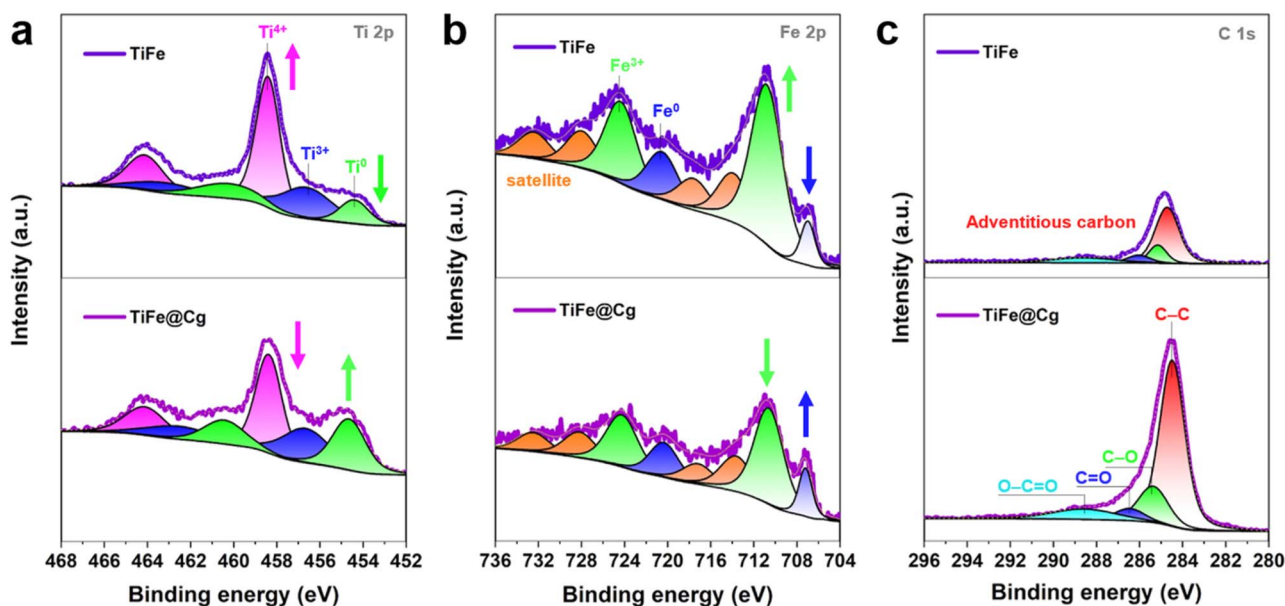 a
Ti 2p
TiFe
Ti4+
Ti3+
Ti0
TiFe@Cg
Intensity (a.u.)
468 466 464 462 460 458 456 454 452
Binding energy (eV)
b
Fe 2p
TiFe
Fe3+
Fe0
satellite
TiFe@Cg
Intensity (a.u.)
736 732 728 724 720 716 712 708 704
Binding energy (eV)
c
C 1s
TiFe
Adventitious carbon
TiFe@Cg
C–C
C–O
C=O
O–C=O
Intensity (a.u.)
296 294 292 290 288 286 284 282 280
Binding energy (eV)